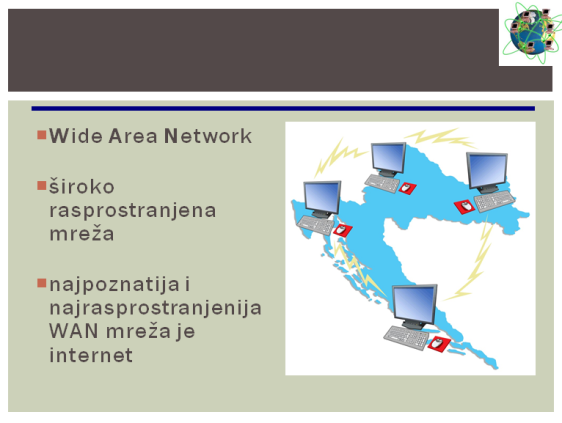 Wide Area Network
široko
rasprostranjena
mreža
najpoznatija i
najrasprostranjenija
WAN mreža je
internet